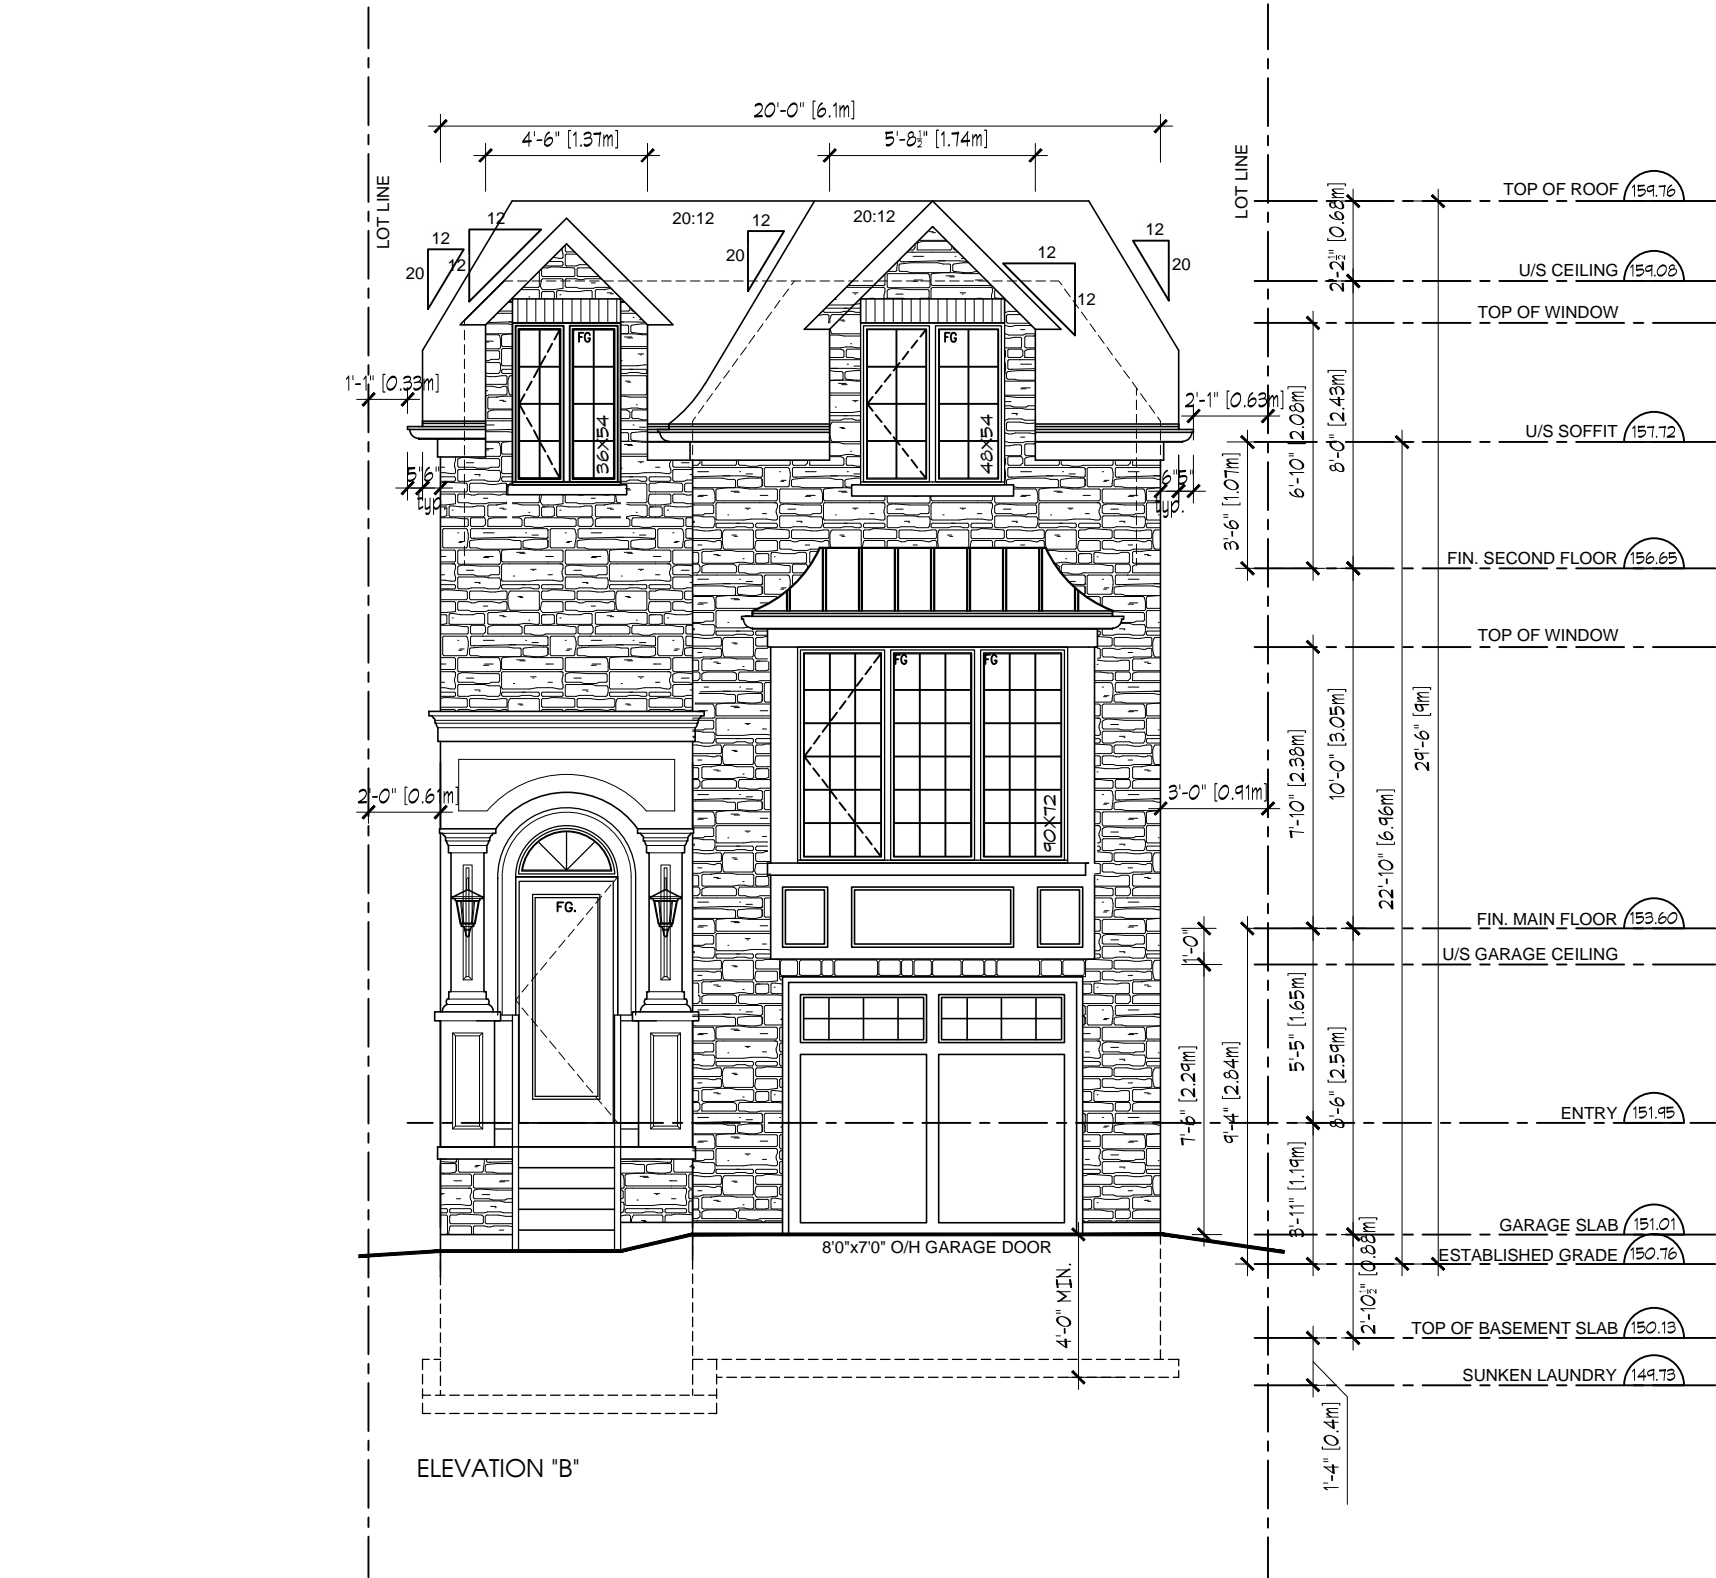 20'-0" [6.1m]
4'-6" [1.37m]
5'-8½" [1.74m]
LOT LINE
LOT LINE
TOP OF ROOF 159.76
12
12
20:12
12
20:12
12
12
20
12
20
20
12
2'-2½" [0.68m]
U/S CEILING 159.08
TOP OF WINDOW
FG
FG
1'-1" [0.33m]
2'-1" [0.63m]
6'-10" [2.08m]
8'-0" [2.43m]
U/S SOFFIT 157.72
36X54
48X54
5" 6"
typ.
6" 5"
typ.
3'-6" [1.07m]
FIN. SECOND FLOOR 156.65
TOP OF WINDOW
FG
FG
7'-10" [2.38m]
10'-0" [3.05m]
29'-6" [9m]
2'-0" [0.61m]
3'-0" [0.91m]
90X72
22'-10" [6.96m]
FG.
FIN. MAIN FLOOR 153.60
1'-0"
U/S GARAGE CEILING
5'-5" [1.65m]
7'-6" [2.29m]
9'-4" [2.84m]
8'-6" [2.59m]
ENTRY 151.95
3'-11" [1.19m]
GARAGE SLAB 151.01
8'0"x7'0" O/H GARAGE DOOR
ESTABLISHED GRADE 150.76
4'-0" MIN.
2'-10½" [0.88m]
TOP OF BASEMENT SLAB 150.13
SUNKEN LAUNDRY 149.73
1'-4" [0.4m]
ELEVATION "B"